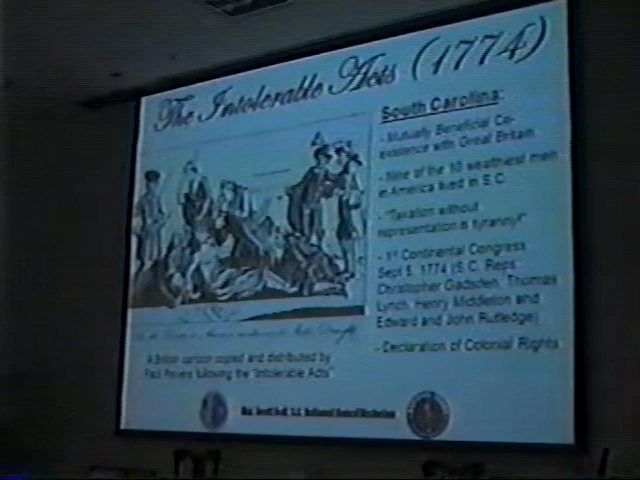 The Intolerable Acts (1774)
South Carolina:
- Mutually Beneficial Co-
existence with Great Britain
- Nine of the 10 wealthiest men
in America lived in S.C.
- "Taxation without
representation is tyranny!"
- 1st Continental Congress
Sept 5, 1774 (S.C. Reps.
Christopher Gadsden, Thomas
Lynch, Henry Middleton and
Edward and John Rutledge)
- Declaration of Colonial Rights
A British cartoon copied and distributed by
Paul Revere following the "Intolerable Acts"
S.C. National Guard